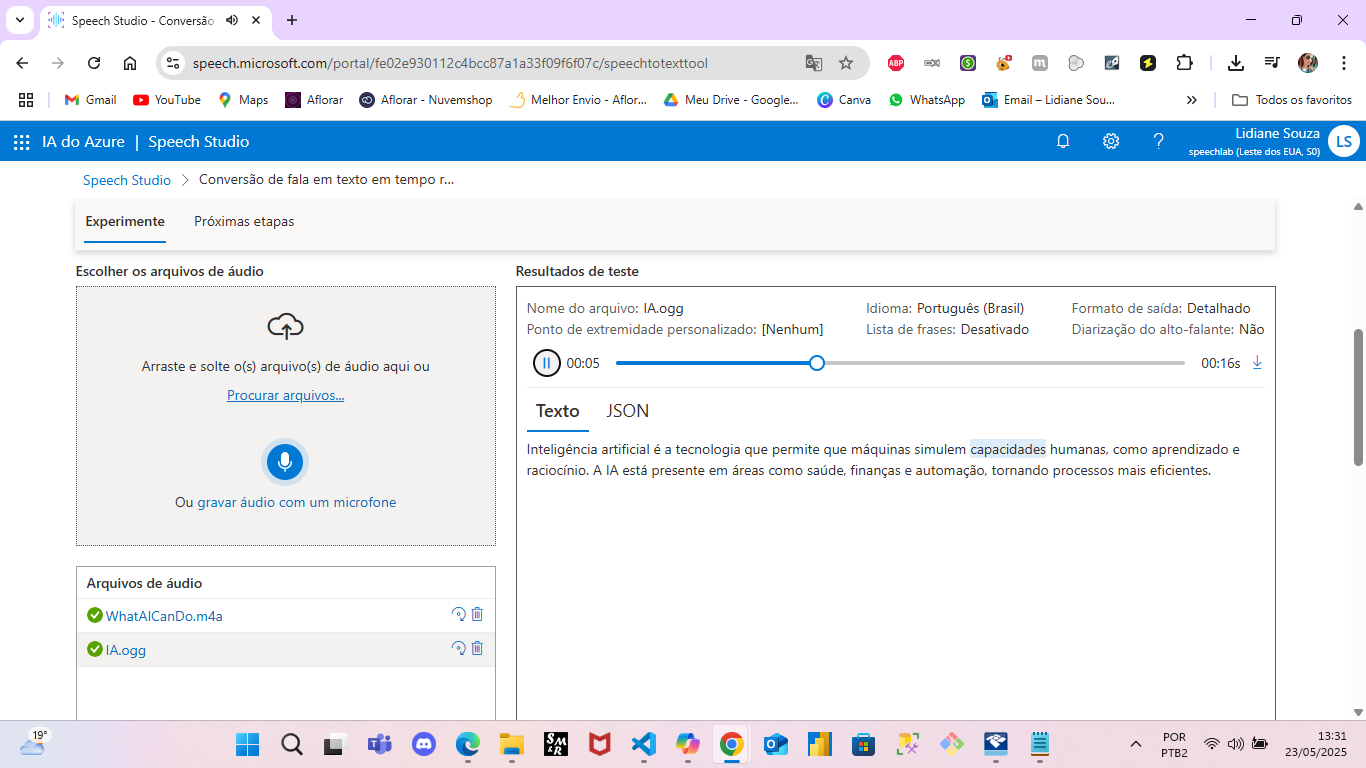 Speech Studio - Conversão
speech.microsoft.com/portal/fe02e930112c4bcc87a1a33f09f6f07c/speechtotexttool
ABP
Gmail
YouTube
Maps
Aflorar
Aflorar - Nuvemshop
Melhor Envio - Aflor...
Meu Drive - Google...
Canva
WhatsApp
Email – Lidiane Sou...
Todos os favoritos
IA do Azure | Speech Studio
Lidiane Souza
speechlab (Leste dos EUA, S0)
LS
Speech Studio > Conversão de fala em texto em tempo r...
Experimente
Próximas etapas
Escolher os arquivos de áudio
Arraste e solte o(s) arquivo(s) de áudio aqui ou
Procurar arquivos...
Ou gravar áudio com um microfone
Arquivos de áudio
WhatAICanDo.m4a
IA.ogg
Resultados de teste
Nome do arquivo: IA.ogg
Idioma: Português (Brasil)
Formato de saída: Detalhado
Ponto de extremidade personalizado: [Nenhum]
Lista de frases: Desativado
Diarização do alto-falante: Não
00:05
00:16s
Texto
JSON
Inteligência artificial é a tecnologia que permite que máquinas simulem capacidades humanas, como aprendizado e
raciocínio. A IA está presente em áreas como saúde, finanças e automação, tornando processos mais eficientes.
19°
SM
&R
POR
PTB2
13:31
23/05/2025